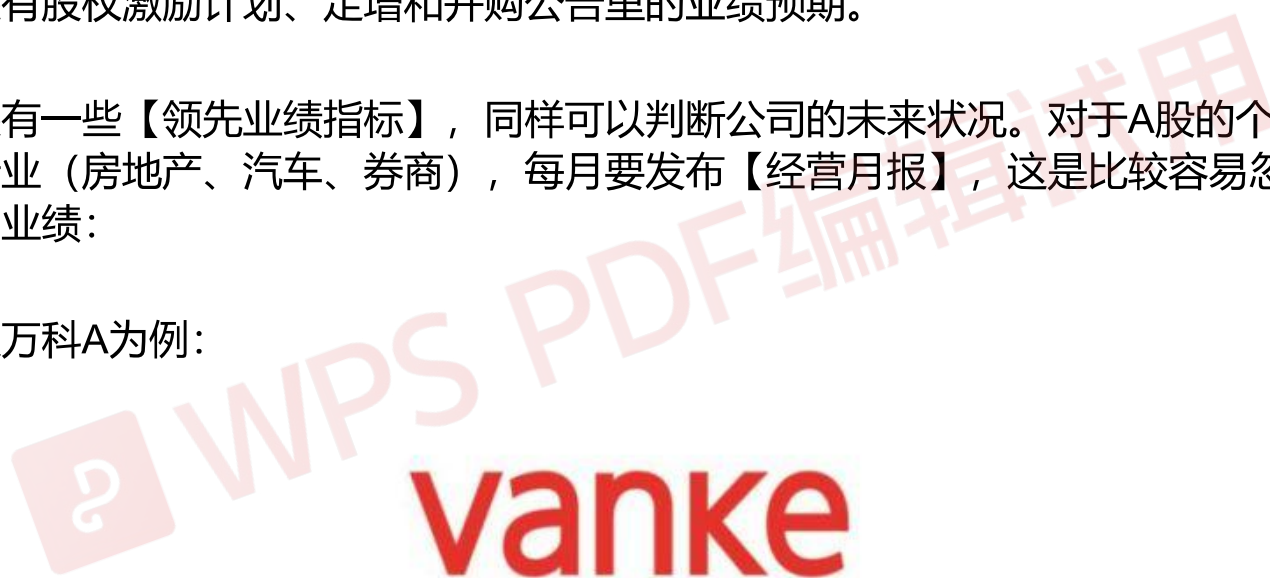 有股权激励计划、定增和并购公告里的业绩预期。
有一些【领先业绩指标】，同样可以判断公司的未来状况。对于A股的个
业（房地产、汽车、券商），每月要发布【经营月报】，这是比较容易忽
业绩：
万科A为例：
WPS PDF编辑试用
vanke